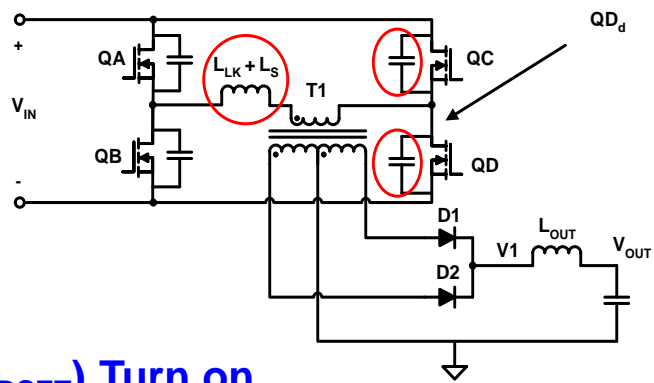 QD_d
+
QA
L_LK + L_S
T1
QC
V_IN
QB
QD
-
D1
L_OUT
V1
V_OUT
D2
) Turn on